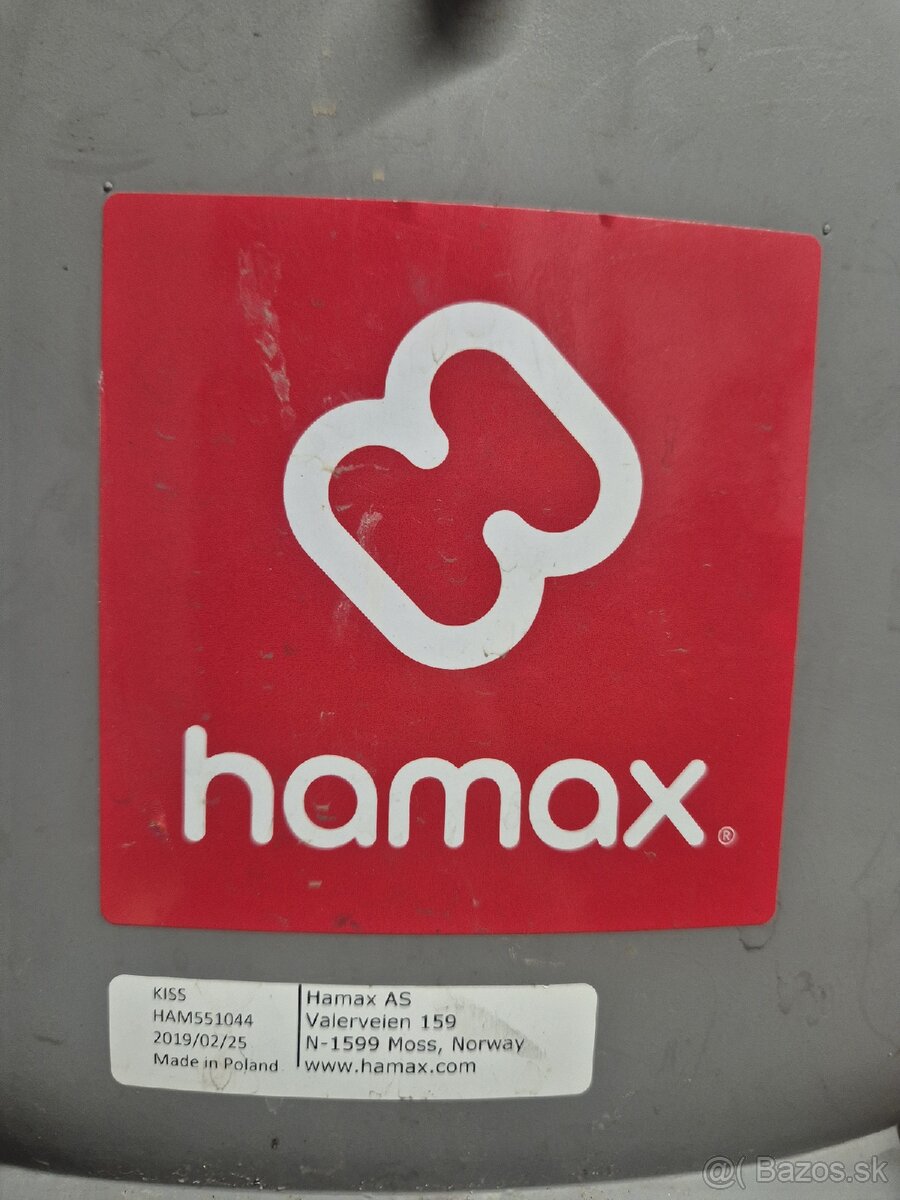 hamax®
KISS
HAM551044
2019/02/25
Made in Poland
Hamax AS
Valerveien 159
N-1599 Moss, Norway
www.hamax.com
@( Bazos.sk